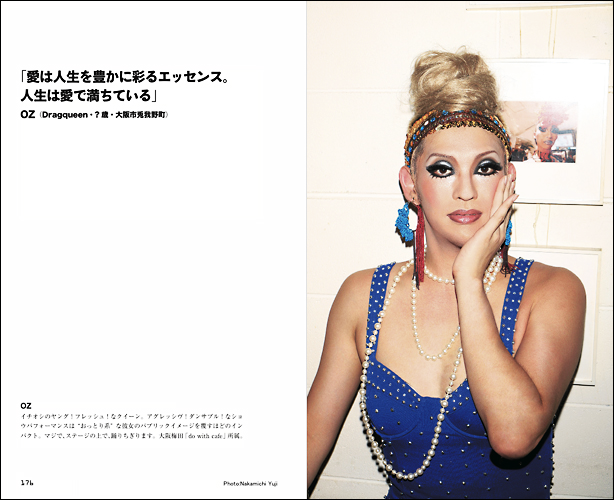 「愛は人生を豊かに彩るエッセンス。
人生は愛で満ちている」
OZ（Dragqueen・？歳・大阪市兎我野町）
OZ
イチオシのヤング！フレッシュ！なクイーン。アグレッシヴ！ダンサブル！なショ
ウパフォーマンスは“おっとり系”な彼女のパブリックイメージを覆すほどのイン
パクト。マジで、ステージの上で、踊りちぎります。大阪梅田「do with cafe」所属。
176
Photo:Nakamichi Yuji